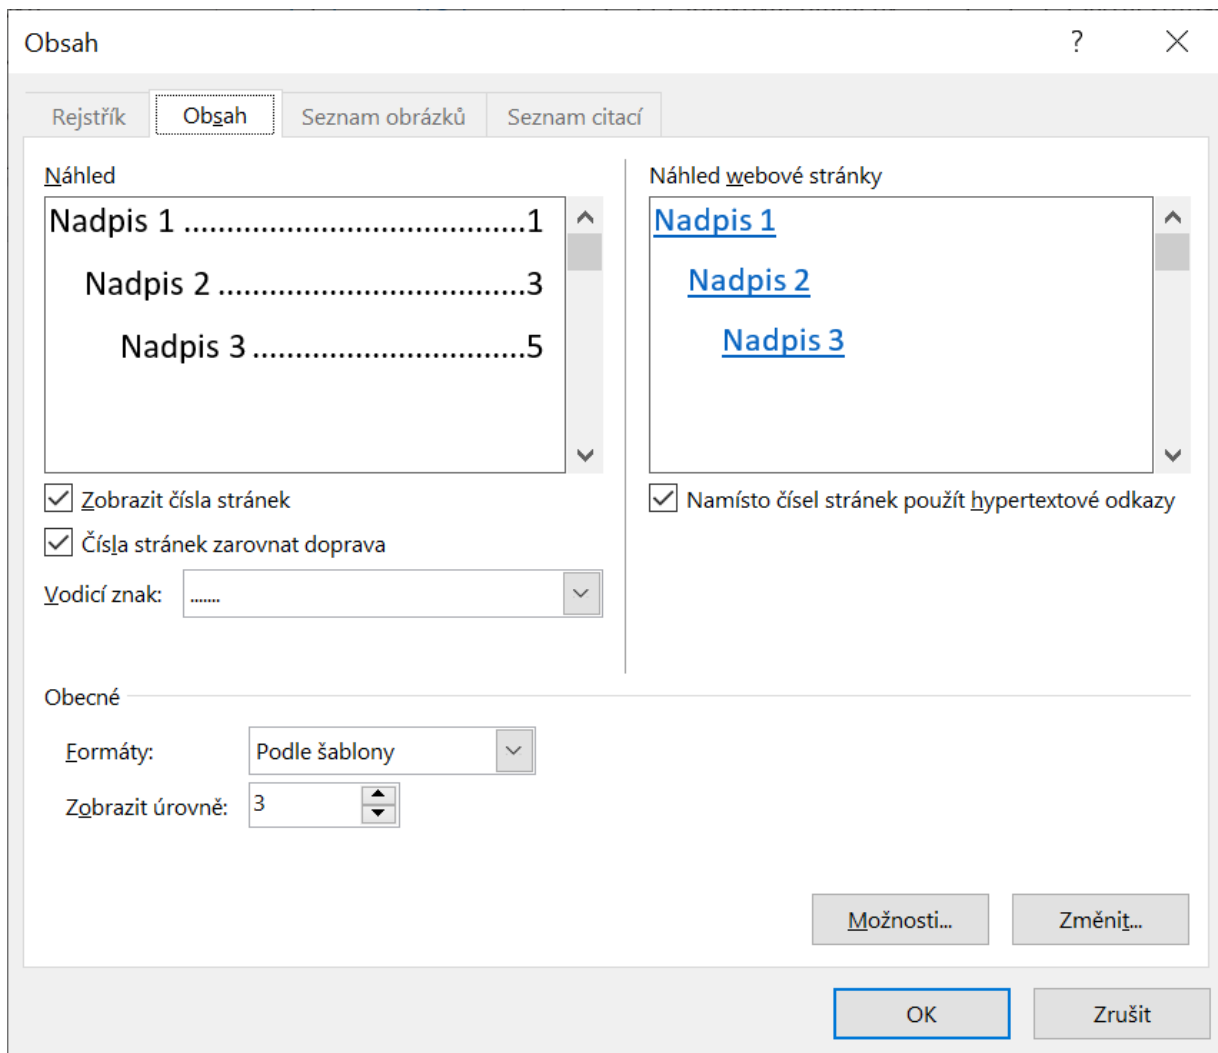 Obsah
?
Rejstřík
Obsah
Seznam obrázků
Seznam citací
Náhled
Nadpis 1 ........................................1
Nadpis 2 ....................................3
Nadpis 3 ................................5
Zobrazit čísla stránek
Čísla stránek zarovnat doprava
Vodicí znak: .......
Náhled webové stránky
Nadpis 1
Nadpis 2
Nadpis 3
Namísto čísel stránek použít hypertextové odkazy
Obecné
Formáty: Podle šablony
Zobrazit úrovně: 3
Možnosti...
Změnit...
OK
Zrušit